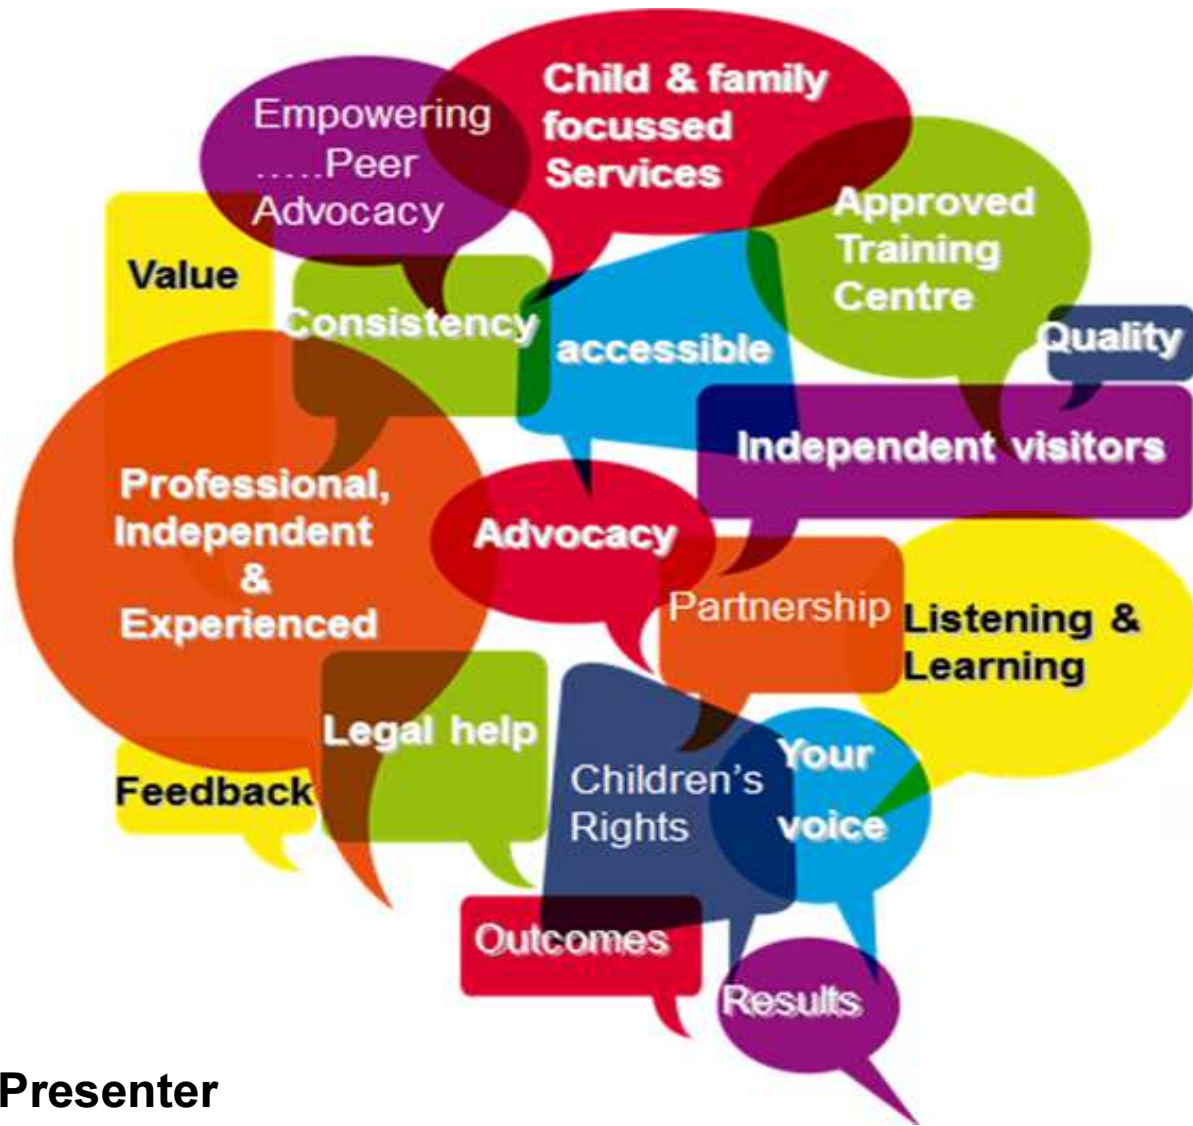 Child & family
focussed
Services
Empowering
.....Peer
Advocacy
Approved
Training
Centre
Value
Consistency
accessible
Quality
Independent visitors
Professional,
Independent
&
Experienced
Advocacy
Partnership
Listening &
Learning
Legal help
Feedback
Children's
Rights
Your
voice
Outcomes
Results
Presenter